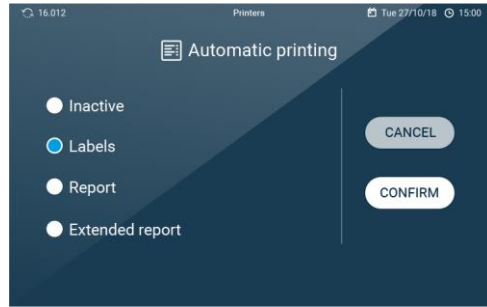 16.012 Printers Tue 27/10/18 15:00
Automatic printing
Inactive
Labels
Report
Extended report
CANCEL
CONFIRM